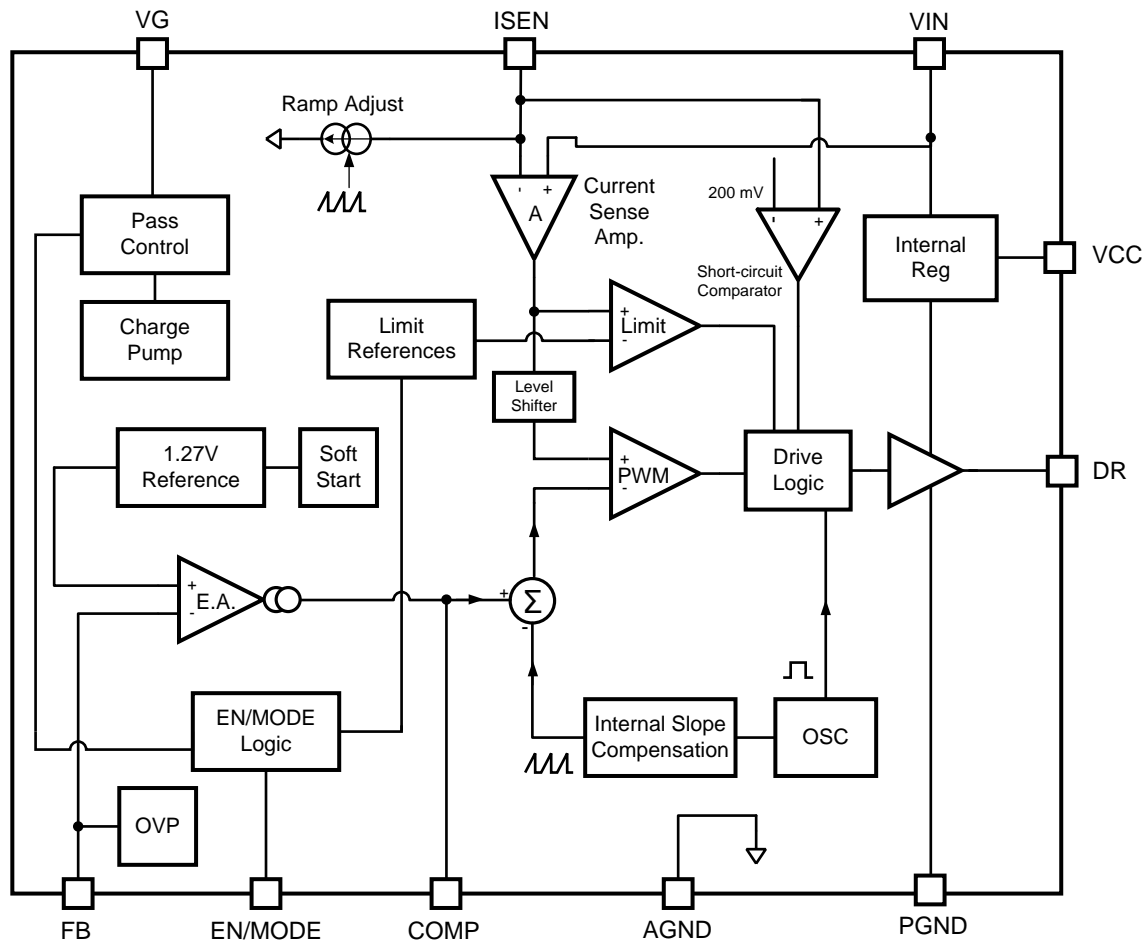 VG
ISEN
VIN
Ramp Adjust
- +
A
Current
Sense
Amp.
200 mV
- +
Pass
Control
Internal
Reg
VCC
Short-circuit
Comparator
Charge
Pump
Limit
References
+
Limit
-
Level
Shifter
1.27V
Reference
Soft
Start
+
PWM
-
Drive
Logic
DR
+
E.A.
-
+
Σ
-
EN/MODE
Logic
Internal Slope
Compensation
OSC
OVP
FB
EN/MODE
COMP
AGND
PGND